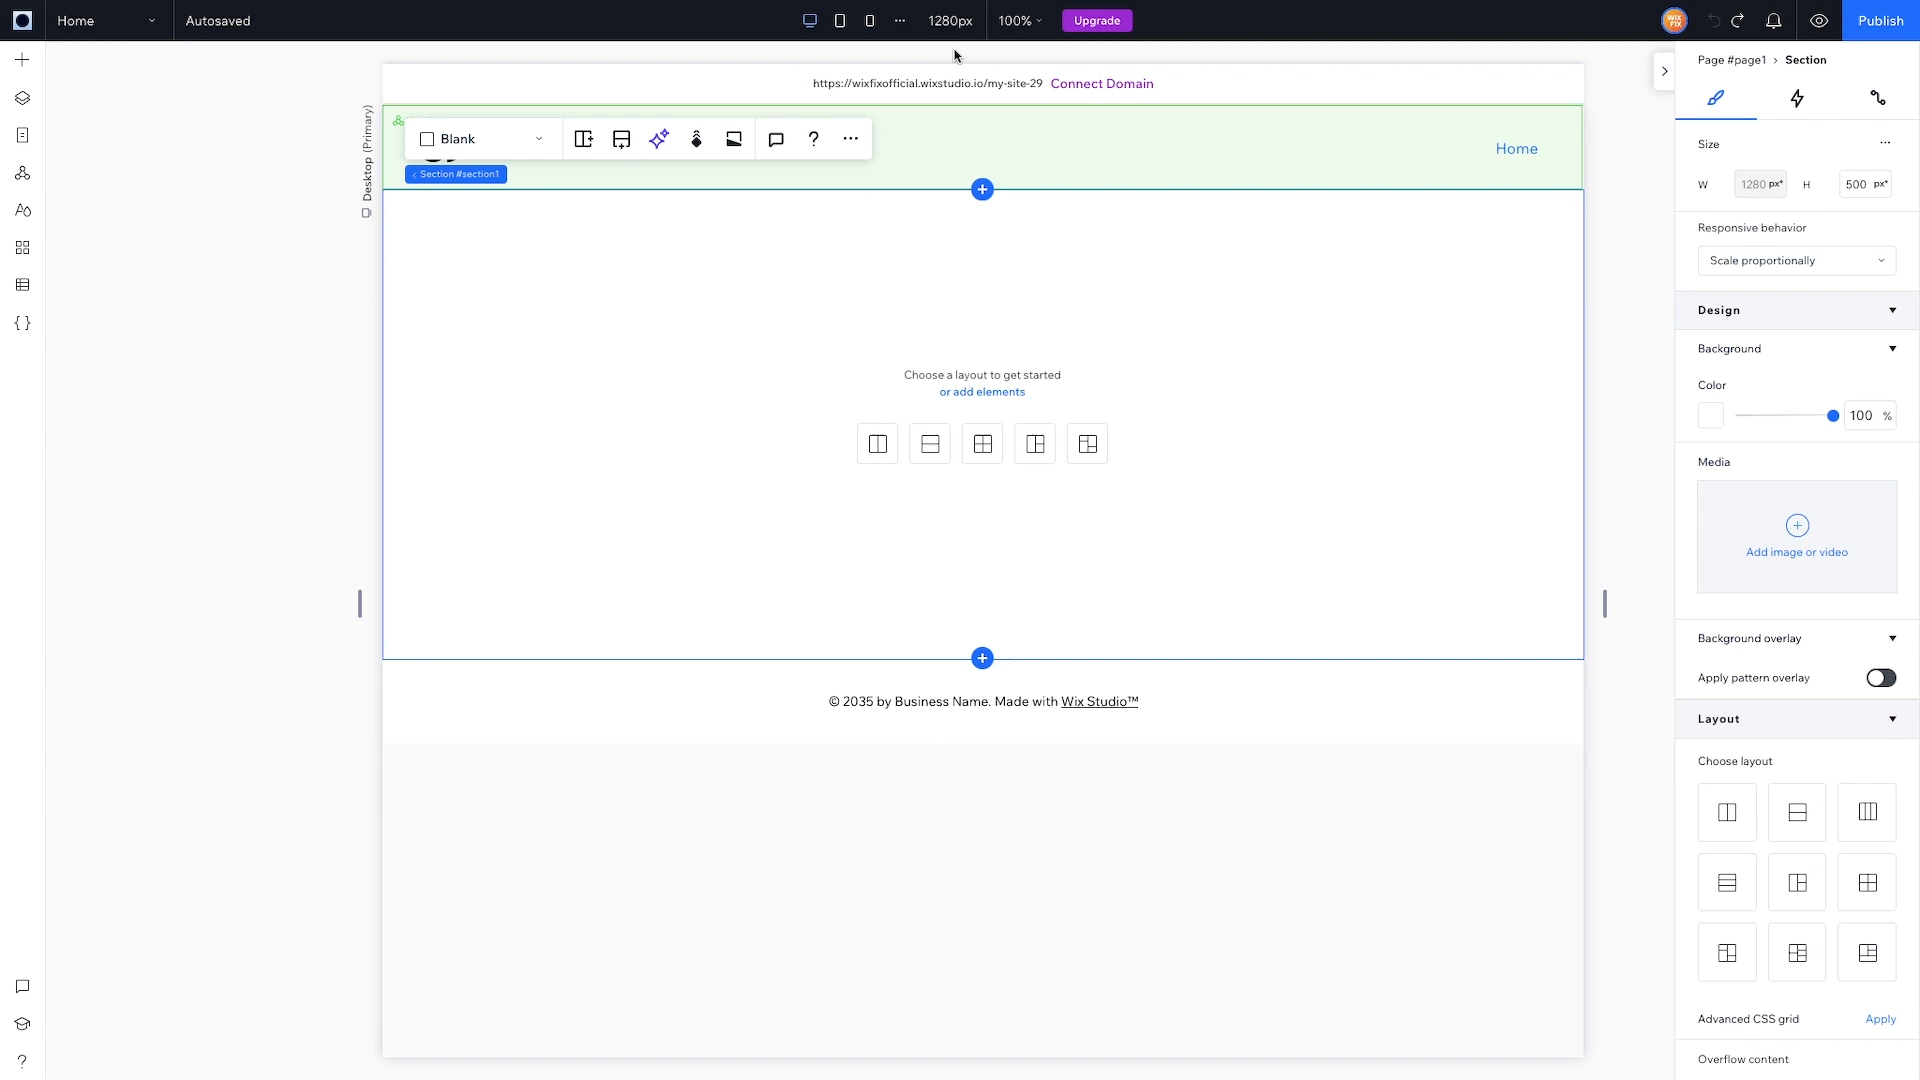 Home
Autosaved
1280px
100%
Upgrade
WIX
FIX
Publish
Page #page1 > Section
https://wixfixofficial.wixstudio.io/my-site-29 Connect Domain
Desktop (Primary)
Blank
?
Section #section1
Home
Size
W
1280 px*
H
500 px*
Responsive behavior
Scale proportionally
Design
Background
Color
100 %
Choose a layout to get started
or add elements
Media
Add image or video
Background overlay
Apply pattern overlay
© 2035 by Business Name. Made with Wix Studio™
Layout
Choose layout
Advanced CSS grid
Apply
Overflow content
?